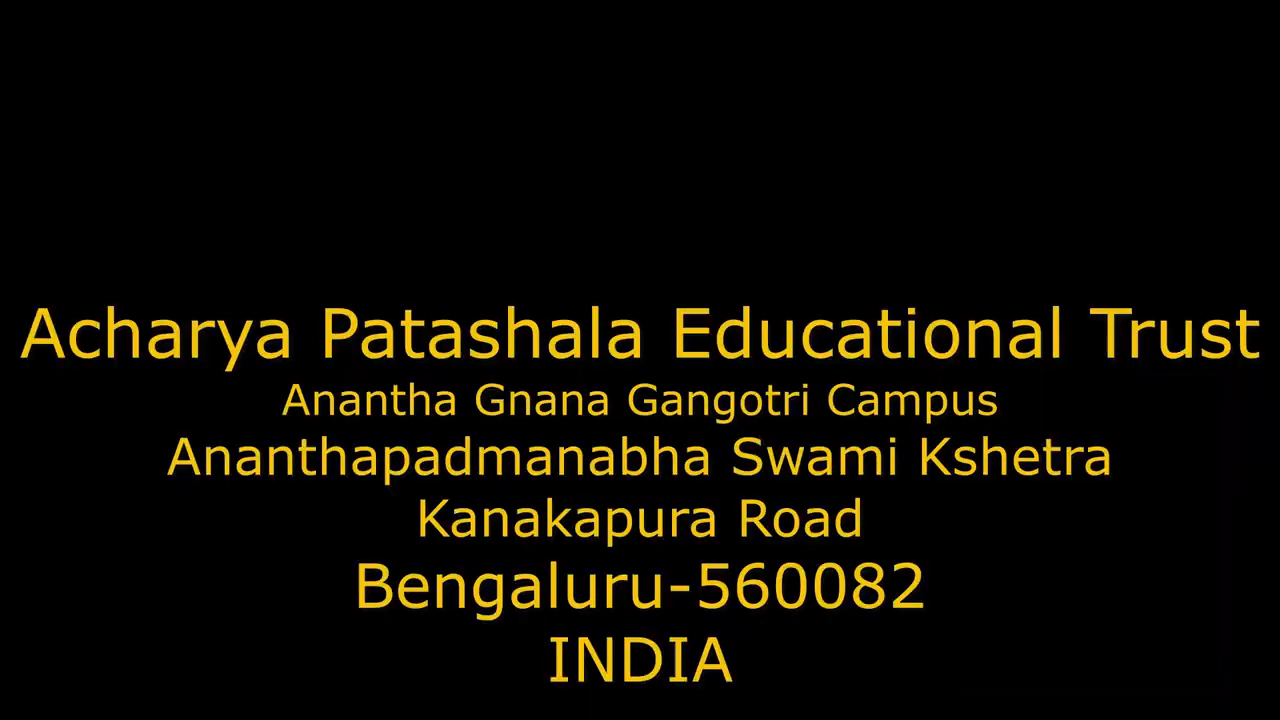 Acharya Patashala Educational Trust
Anantha Gnana Gangotri Campus
Ananthapadmanabha Swami Kshetra
Kanakapura Road
Bengaluru-560082
INDIA